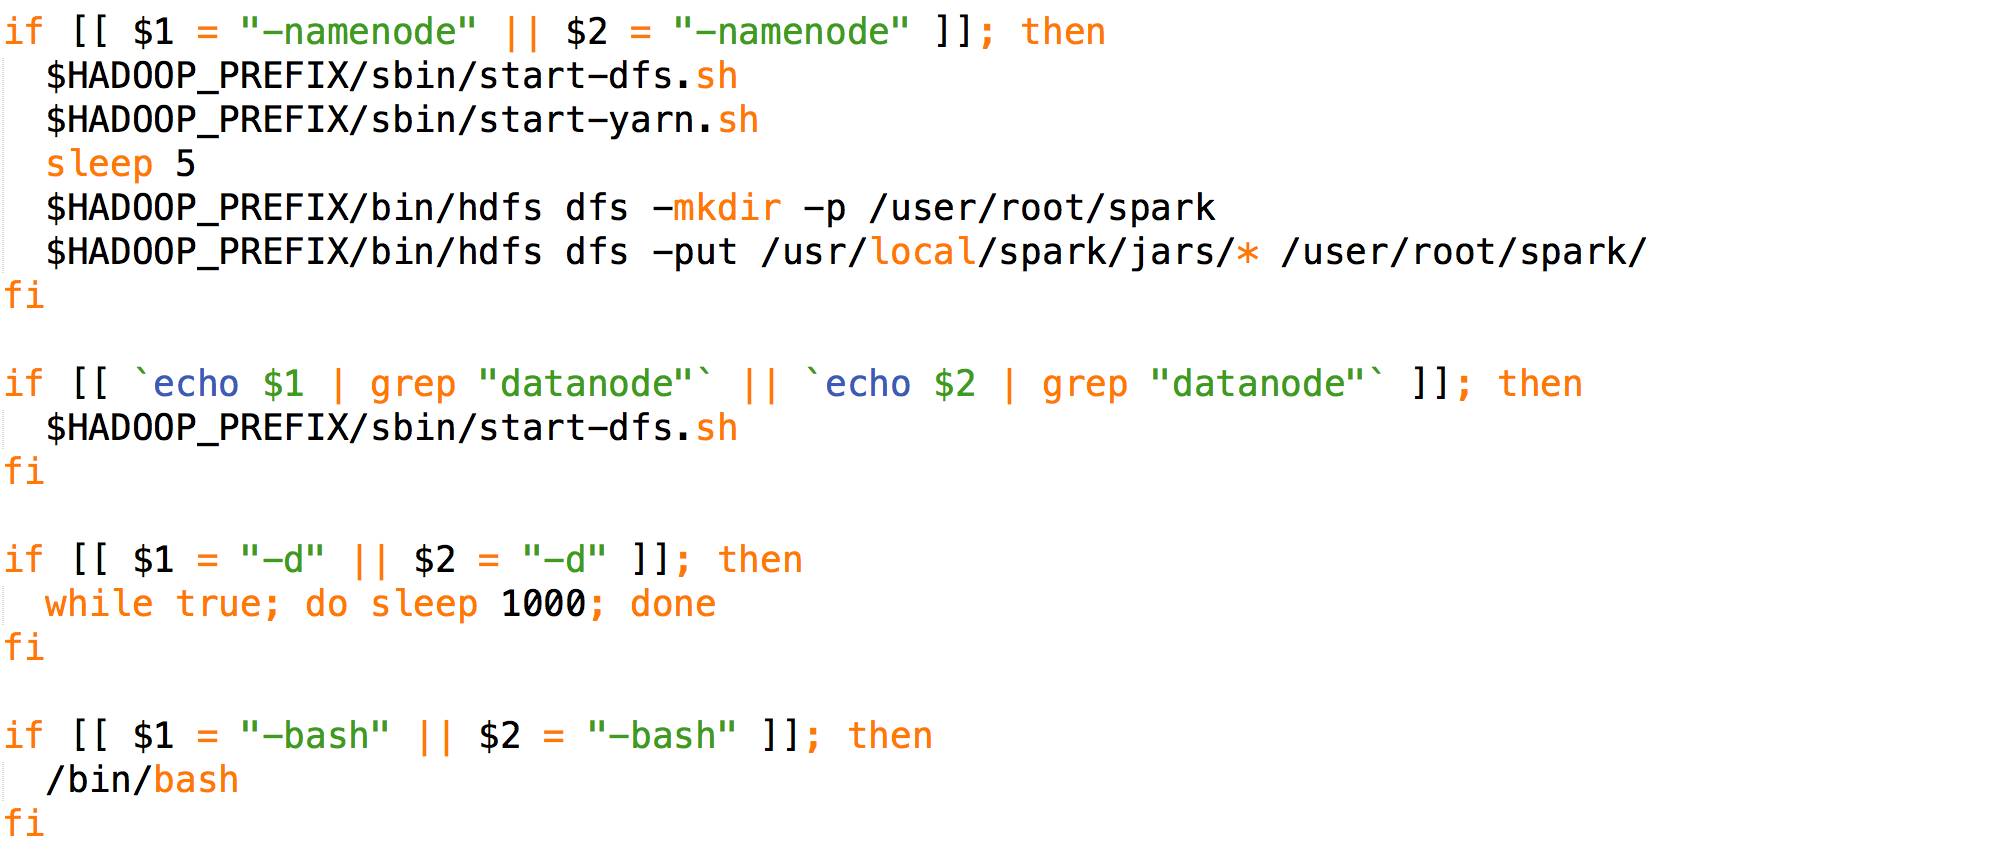 if [[ $1 = "-namenode" || $2 = "-namenode" ]]; then
  $HADOOP_PREFIX/sbin/start-dfs.sh
  $HADOOP_PREFIX/sbin/start-yarn.sh
  sleep 5
  $HADOOP_PREFIX/bin/hdfs dfs -mkdir -p /user/root/spark
  $HADOOP_PREFIX/bin/hdfs dfs -put /usr/local/spark/jars/* /user/root/spark/
fi

if [[ `echo $1 | grep "datanode"` || `echo $2 | grep "datanode"` ]]; then
  $HADOOP_PREFIX/sbin/start-dfs.sh
fi

if [[ $1 = "-d" || $2 = "-d" ]]; then
  while true; do sleep 1000; done
fi

if [[ $1 = "-bash" || $2 = "-bash" ]]; then
  /bin/bash
fi